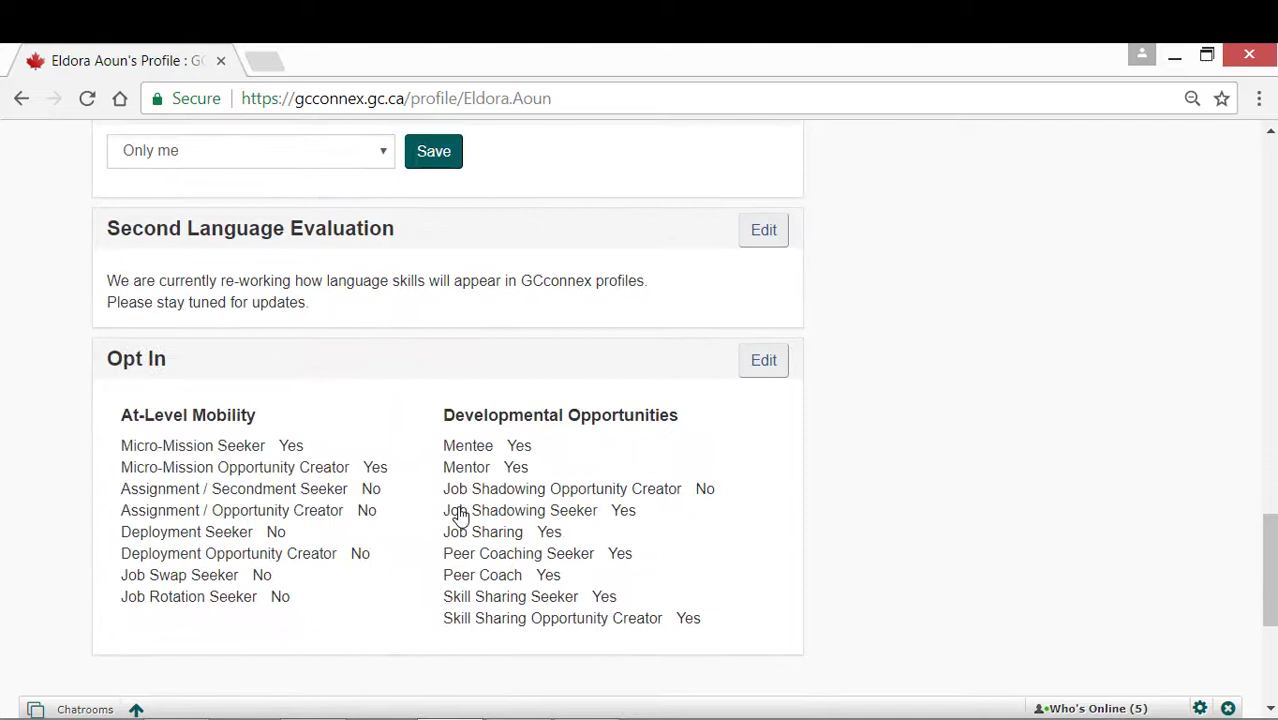 Eldora Aoun's Profile : GC
Secure https://gcconnex.gc.ca/profile/Eldora.Aoun
Only me Save
Second Language Evaluation Edit
We are currently re-working how language skills will appear in GCconnex profiles.
Please stay tuned for updates.
Opt In Edit
At-Level Mobility
Micro-Mission Seeker Yes
Micro-Mission Opportunity Creator Yes
Assignment / Secondment Seeker No
Assignment / Opportunity Creator No
Deployment Seeker No
Deployment Opportunity Creator No
Job Swap Seeker No
Job Rotation Seeker No
Developmental Opportunities
Mentee Yes
Mentor Yes
Job Shadowing Opportunity Creator No
Job Shadowing Seeker Yes
Job Sharing Yes
Peer Coaching Seeker Yes
Peer Coach Yes
Skill Sharing Seeker Yes
Skill Sharing Opportunity Creator Yes
Chatrooms Who's Online (5)